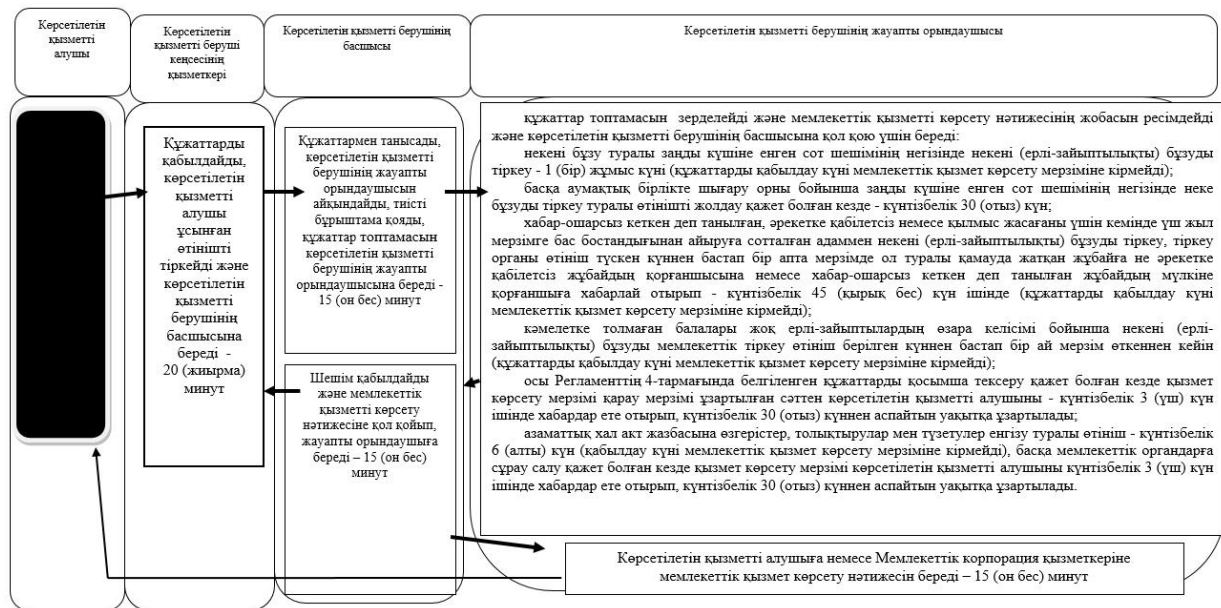 Көрсетілетін
қызметті
алушы
Көрсетілетін
қызметті беруші
кеңсесінің
қызметкері
Көрсетілетін қызметті берушінің
басшысы
Көрсетілетін қызметті берушінің жауапты орындаушысы
Құжаттарды
қабылдайды,
көрсетілетін
қызметті
алушы
ұсынған
өтінішті
тіркейді және
көрсетілетін
қызметті
берушінің
басшысына
береді -
20 (жиырма)
минут
Құжаттармен танысады,
көрсетілетін қызметті
берушінің жауапты
орындаушысын
айқындайды, тиісті
бұрыштама қояды,
құжаттар топтамасын
көрсетілетін қызметті
берушінің жауапты
орындаушысына береді -
15 (он бес) минут
Шешім қабылдайды
және мемлекеттік
қызметті көрсету
нәтижесіне қол қойып,
жауапты орындаушыға
береді – 15 (он бес)
минут
құжаттар топтамасын зерделейді және мемлекеттік қызметті көрсету нәтижесінің жобасын ресімдейді
және көрсетілетін қызметті берушінің басшысына қол қою үшін береді:
некені бұзу туралы заңды күшіне енген сот шешімінің негізінде некені (ерлі-зайыптылықты) бұзуды
тіркеу - 1 (бір) жұмыс күні (құжаттарды қабылдау күні мемлекеттік қызмет көрсету мерзіміне кірмейді);
басқа аумақтық бірлікте шығару орны бойынша заңды күшіне енген сот шешімінің негізінде неке
бұзуды тіркеу туралы өтінішті жолдау қажет болған кезде - күнтізбелік 30 (отыз) күн;
хабар-ошарсыз кеткен деп танылған, әрекетке қабілетсіз немесе қылмыс жасағаны үшін кемінде үш жыл
мерзімге бас бостандығынан айыруға сотталған адаммен некені (ерлі-зайыптылықты) бұзуды тіркеу, тіркеу
органы өтініш түскен күннен бастап бір апта мерзімде ол туралы қамауда жатқан жұбайға не әрекетке
қабілетсіз жұбайдың қорғаншысына немесе хабар-ошарсыз кеткен деп танылған жұбайдың мүлкіне
қорғаншыға хабарлай отырып - күнтізбелік 45 (қырық бес) күн ішінде (құжаттарды қабылдау күні
мемлекеттік қызмет көрсету мерзіміне кірмейді);
кәмелетке толмаған балалары жоқ ерлі-зайыптылардың өзара келісімі бойынша некені (ерлі-
зайыптылықты) бұзуды мемлекеттік тіркеу өтініш берілген күннен бастап бір ай мерзім өткеннен кейін
(құжаттарды қабылдау күні мемлекеттік қызмет көрсету мерзіміне кірмейді);
осы Регламенттің 4-тармағында белгіленген құжаттарды қосымша тексеру қажет болған кезде қызмет
көрсету мерзімі қарау мерзімі ұзартылған сәттен көрсетілетін қызметті алушыны - күнтізбелік 3 (үш) күн
ішінде хабардар ете отырып, күнтізбелік 30 (отыз) күннен аспайтын уақытқа ұзартылады;
азаматтық хал акт жазбасына өзгерістер, толықтырулар мен түзетулер енгізу туралы өтініш - күнтізбелік
6 (алты) күн (қабылдау күні мемлекеттік қызмет көрсету мерзіміне кірмейді), басқа мемлекеттік органдарға
сұрау салу қажет болған кезде қызмет көрсету мерзімі көрсетілетін қызметті алушыны күнтізбелік 3 (үш) күн
ішінде хабардар ете отырып, күнтізбелік 30 (отыз) күннен аспайтын уақытқа ұзартылады.
Көрсетілетін қызметті алушыға немесе Мемлекеттік корпорация қызметкеріне
мемлекеттік қызмет көрсету нәтижесін береді – 15 (он бес) минут